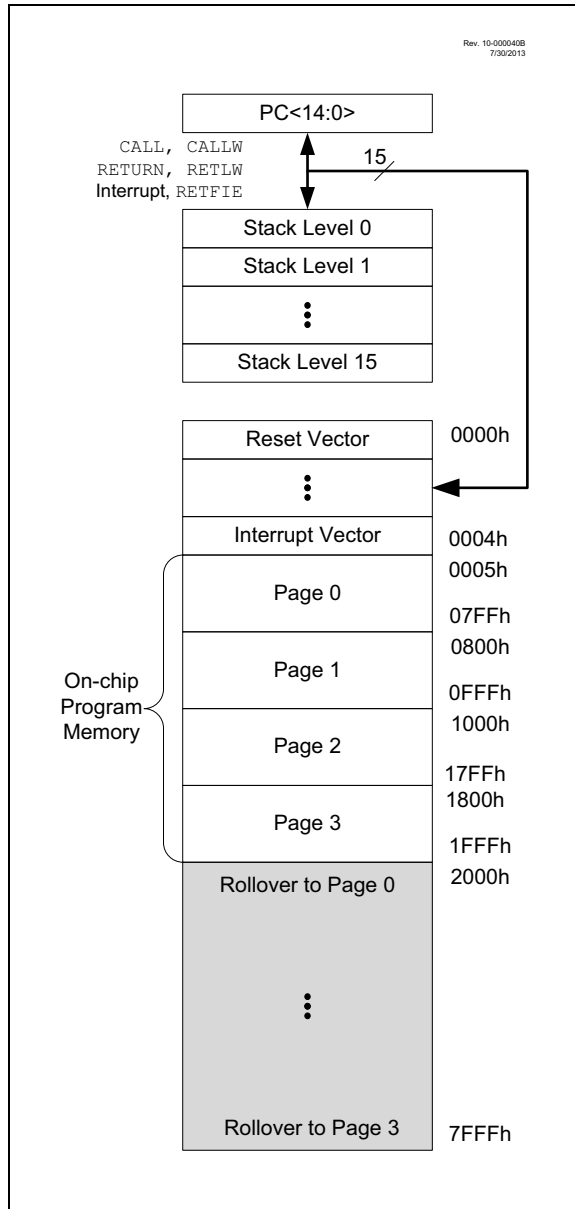 Rev. 10-000040B
7/30/2013
PC<14:0>
CALL, CALLW
RETURN, RETLW
Interrupt, RETFIE
15
Stack Level 0
Stack Level 1
Stack Level 15
Reset Vector
0000h
Interrupt Vector
0004h
0005h
Page 0
07FFh
0800h
Page 1
0FFFh
1000h
On-chip
Program
Memory
Page 2
17FFh
1800h
Page 3
1FFFh
2000h
Rollover to Page 0
Rollover to Page 3
7FFFh